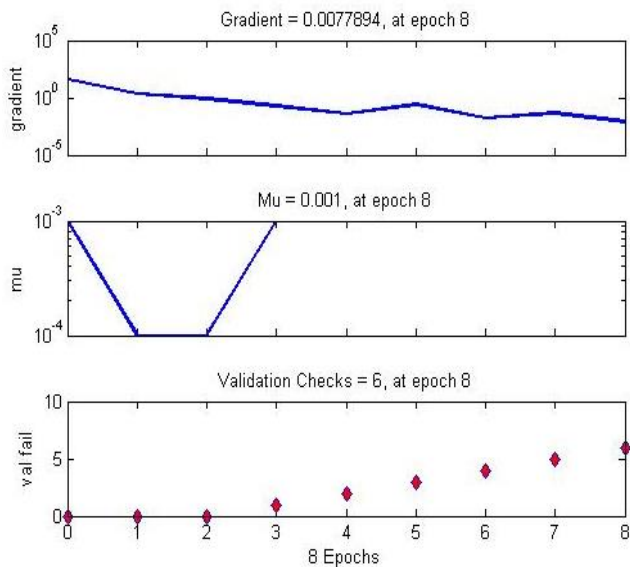 Gradient = 0.0077894, at epoch 8
10^5
10^0
10^-5
gradient
Mu = 0.001, at epoch 8
10^-3
10^-4
mu
Validation Checks = 6, at epoch 8
10
5
0
val fail
0 1 2 3 4 5 6 7 8
8 Epochs